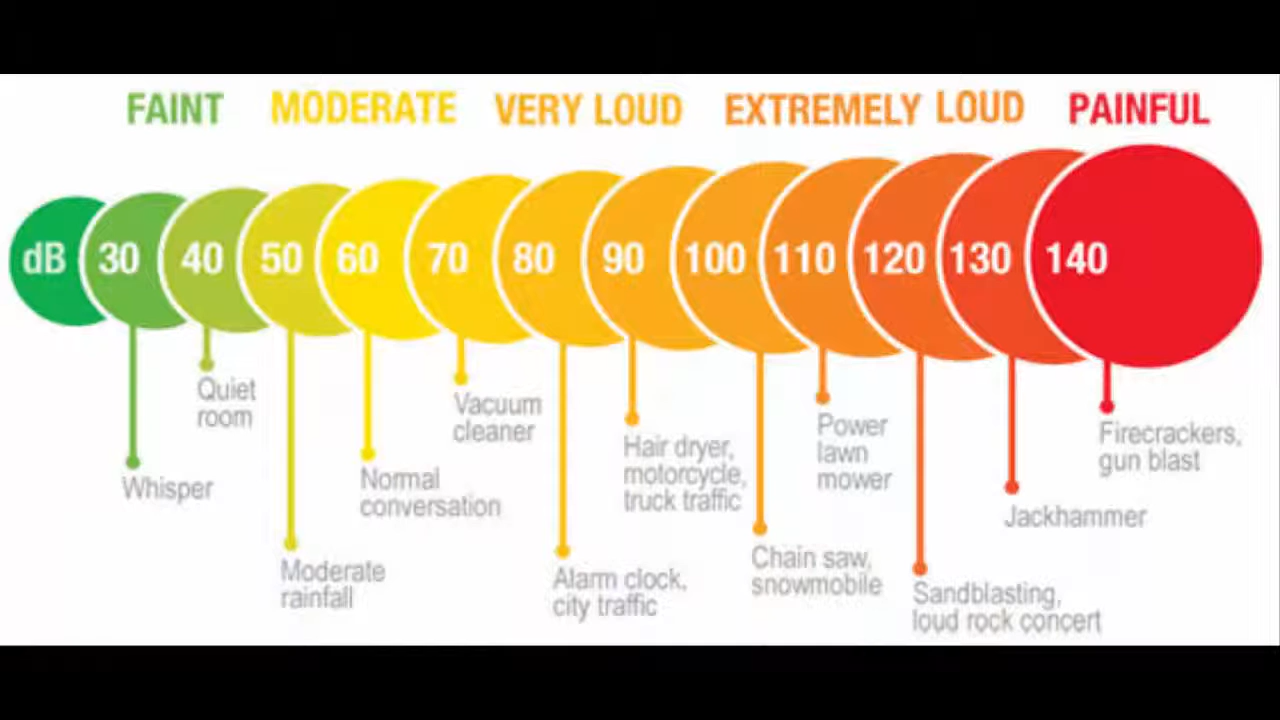 FAINT MODERATE VERY LOUD EXTREMELY LOUD PAINFUL
dB 30 40 50 60 70 80 90 100 110 120 130 140
Quiet
room
Whisper
Moderate
rainfall
Normal
conversation
Vacuum
cleaner
Alarm clock,
city traffic
Hair dryer,
motorcycle,
truck traffic
Chain saw,
snowmobile
Power
lawn
mower
Sandblasting,
loud rock concert
Jackhammer
Firecrackers,
gun blast